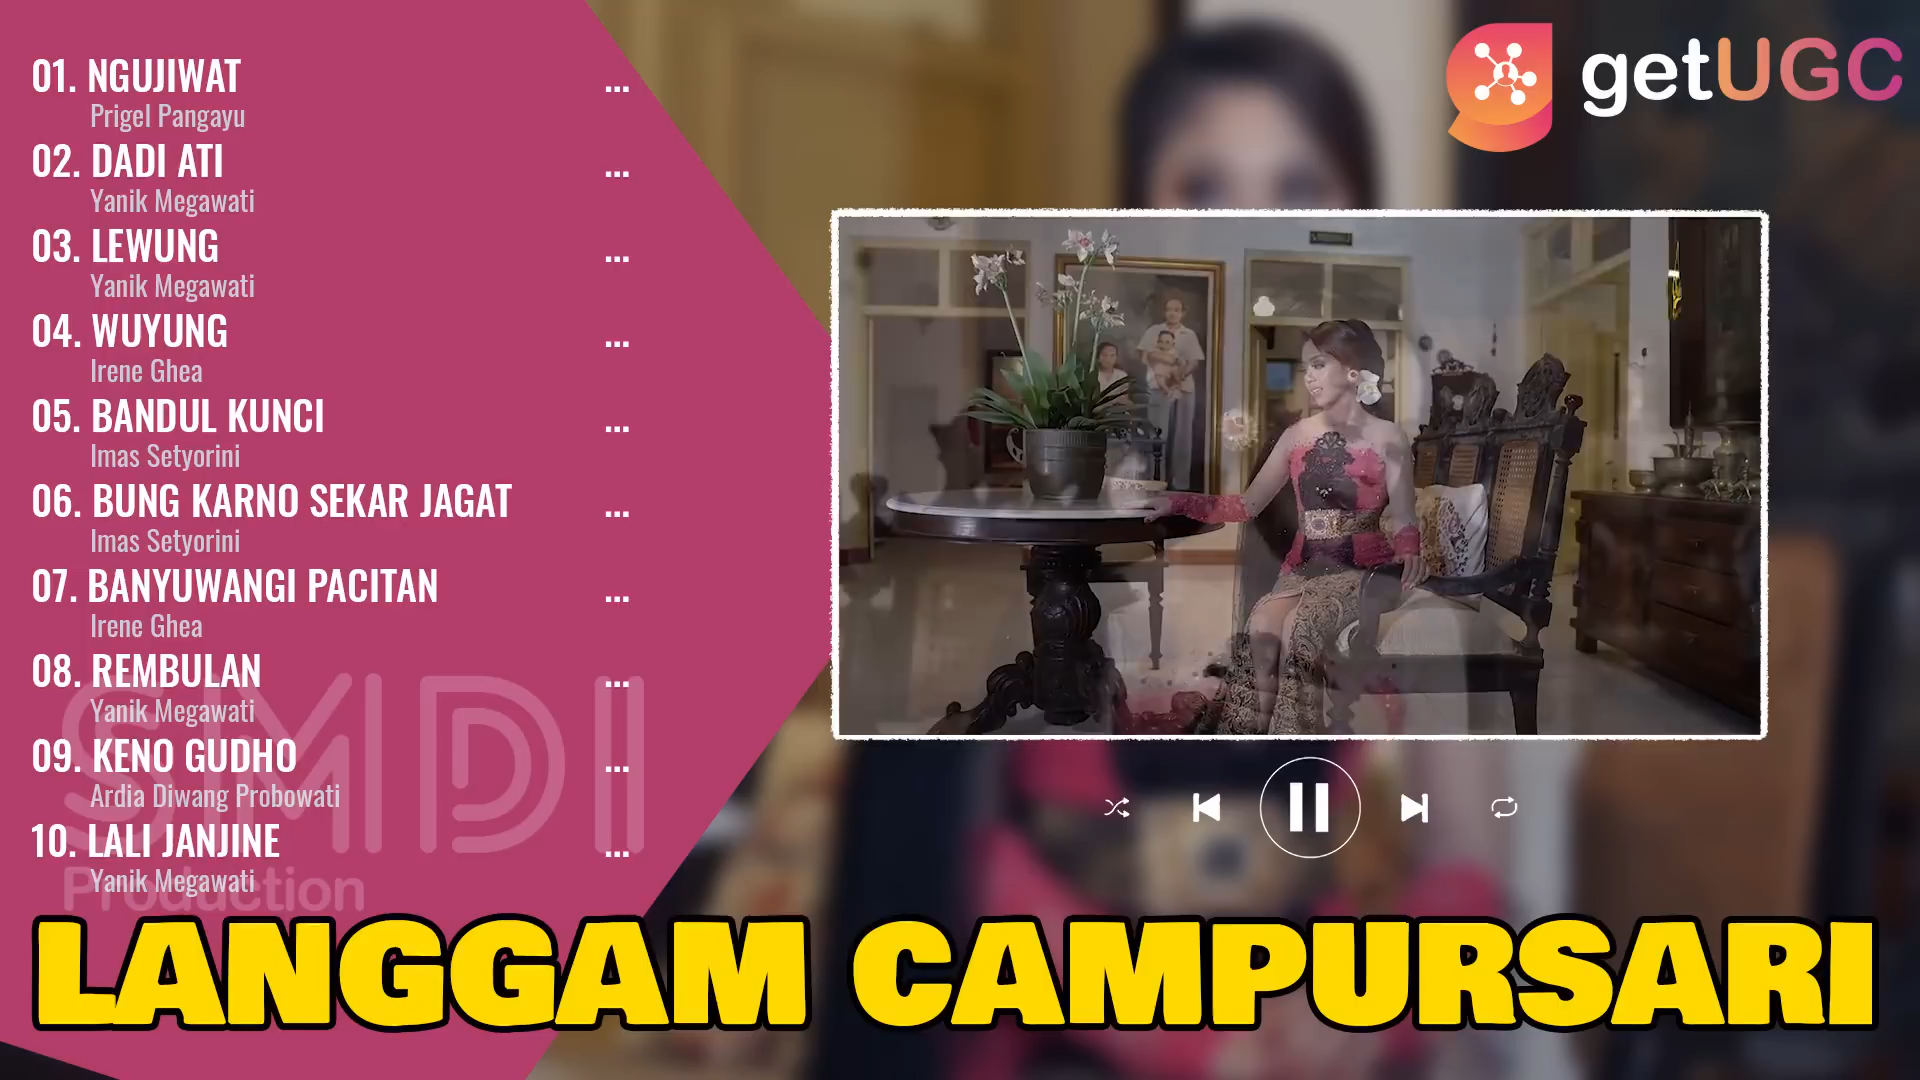 01. NGUJIWAT ...
Prigel Pangayu
02. DADI ATI ...
Yanik Megawati
03. LEWUNG ...
Yanik Megawati
04. WUYUNG ...
Irene Ghea
05. BANDUL KUNCI ...
Imas Setyorini
06. BUNG KARNO SEKAR JAGAT ...
Imas Setyorini
07. BANYUWANGI PACITAN ...
Irene Ghea
08. REMBULAN ...
Yanik Megawati
09. KENO GUDHO ...
Ardia Diwang Probowati
10. LALI JANJINE ...
Yanik Megawati
SMDI
Production
getUGC
LANGGAM CAMPURSARI